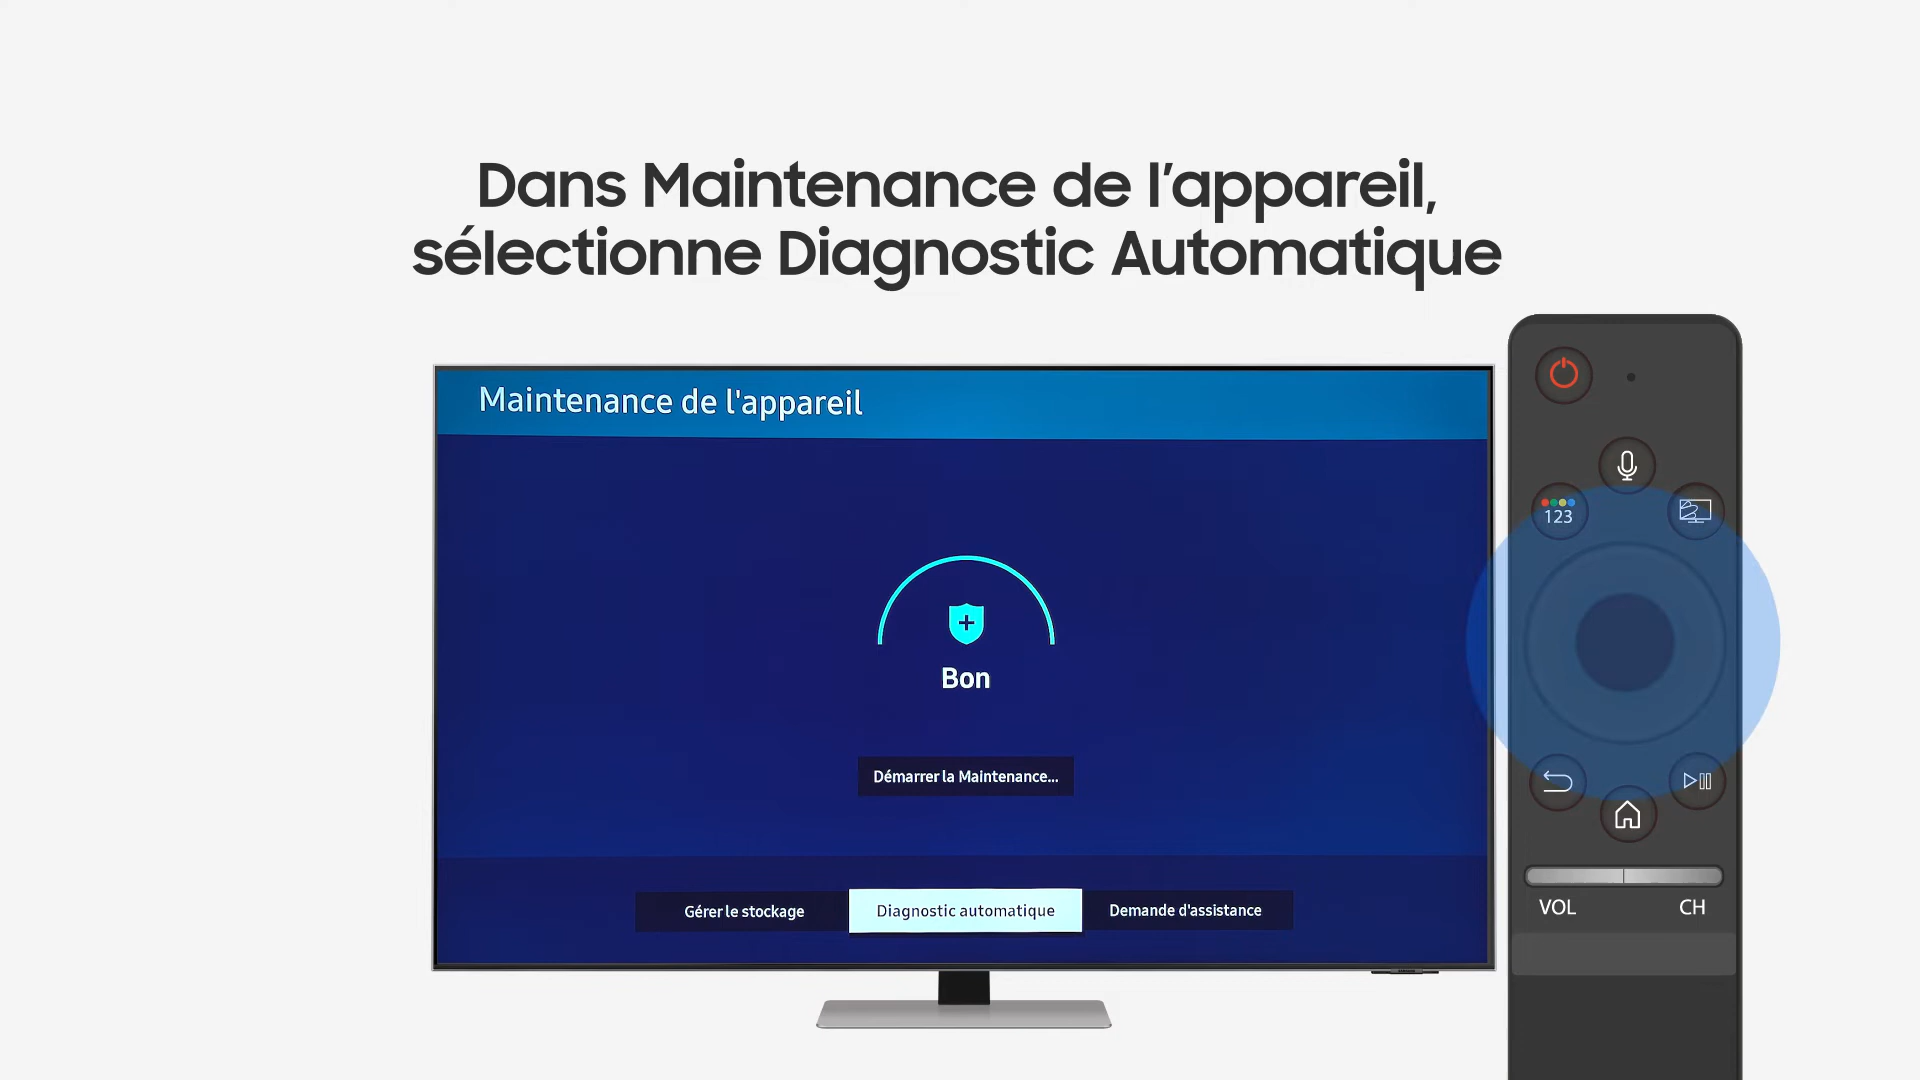 Dans Maintenance de l’appareil,
sélectionne Diagnostic Automatique
Maintenance de l'appareil
Bon
Démarrer la Maintenance...
Gérer le stockage
Diagnostic automatique
Demande d'assistance
123
VOL
CH